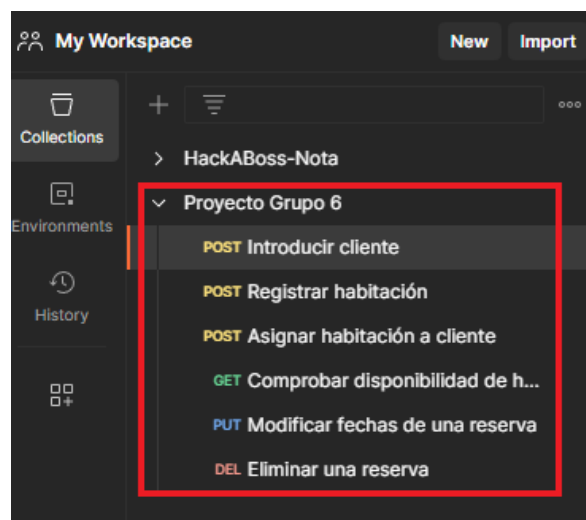 My Workspace
New
Import
Collections
HackABoss-Nota
Proyecto Grupo 6
Environments
POST Introducir cliente
POST Registrar habitación
History
POST Asignar habitación a cliente
GET Comprobar disponibilidad de h...
PUT Modificar fechas de una reserva
DEL Eliminar una reserva